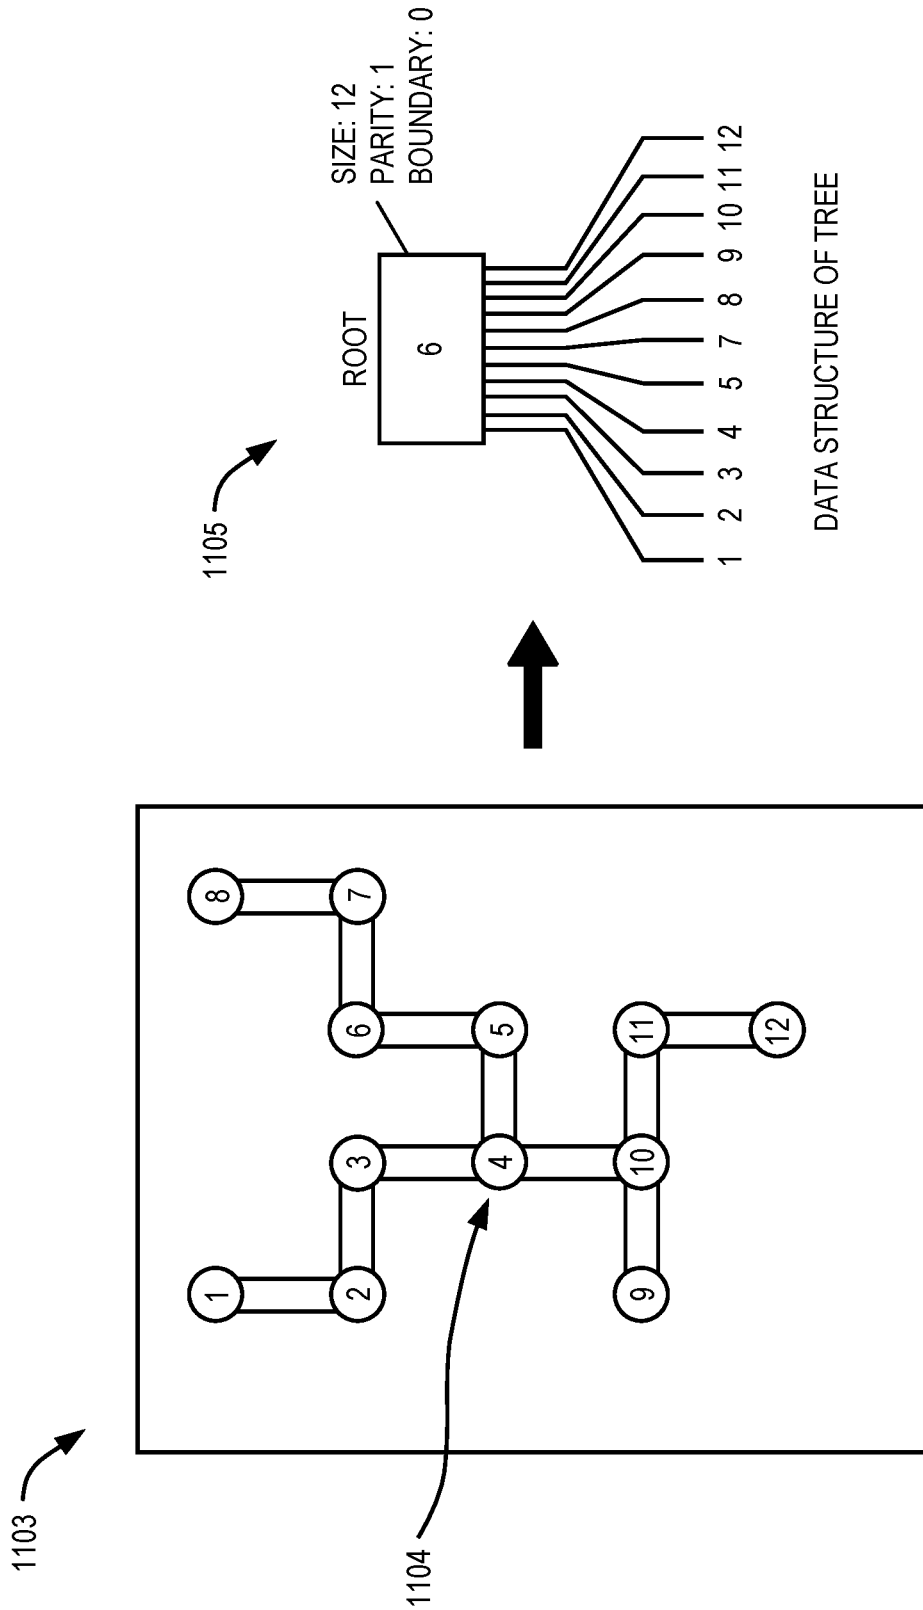 1103
1104
1
2
3
4
5
6
7
8
9
10
11
12
1105
ROOT
6
SIZE: 12
PARITY: 1
BOUNDARY: 0
1 2 3 4 5 7 8 9 10 11 12
DATA STRUCTURE OF TREE